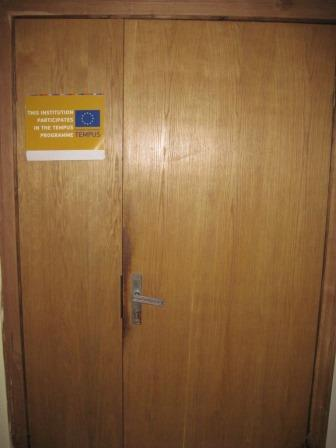 THIS INSTITUTION
PARTICIPATES
IN THE TEMPUS
PROGRAMME
TEMPUS